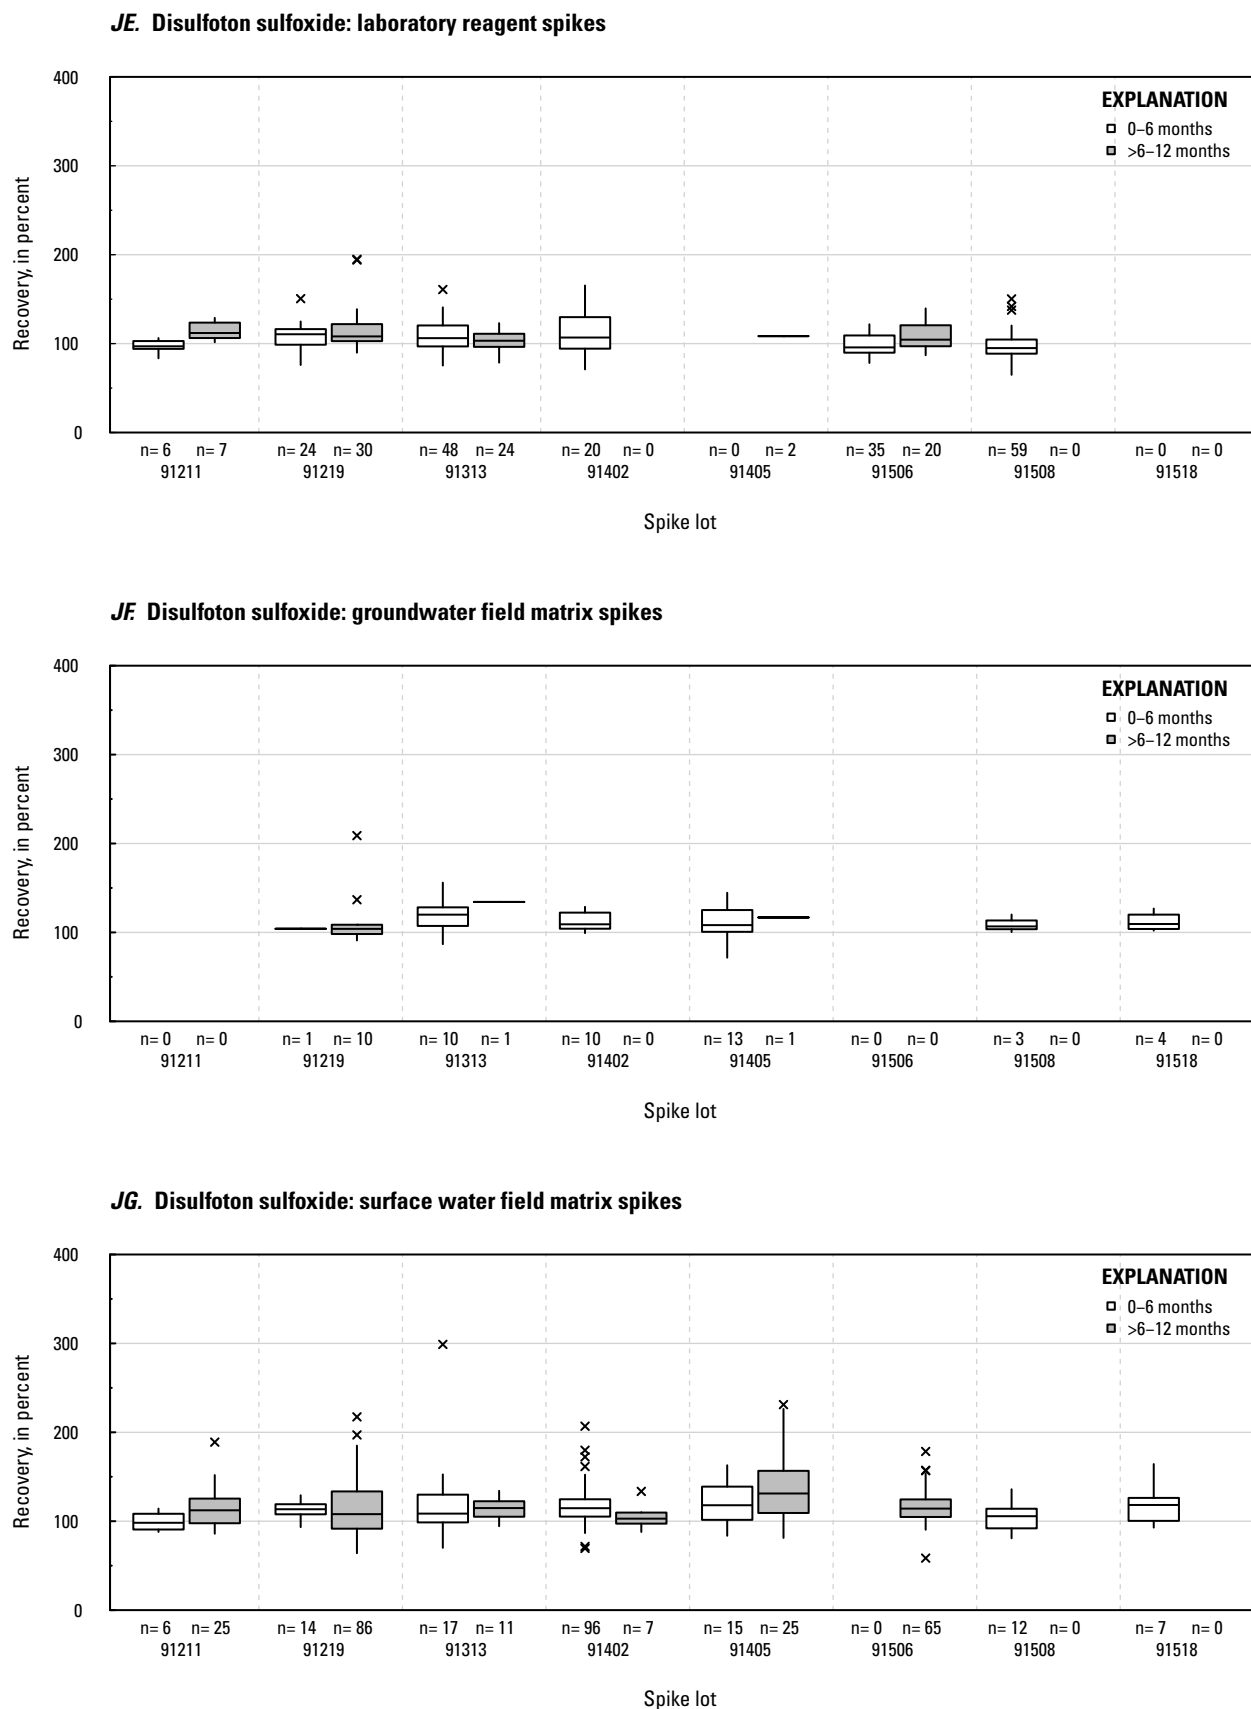 JE. Disulfoton sulfoxide: laboratory reagent spikes
400
300
200
100
0
Recovery, in percent
EXPLANATION
0–6 months
>6–12 months
n= 6 n= 7 n= 24 n= 30 n= 48 n= 24 n= 20 n= 0 n= 0 n= 2 n= 35 n= 20 n= 59 n= 0 n= 0 n= 0
91211 91219 91313 91402 91405 91506 91508 91518
Spike lot
JF. Disulfoton sulfoxide: groundwater field matrix spikes
400
300
200
100
0
Recovery, in percent
EXPLANATION
0–6 months
>6–12 months
n= 0 n= 0 n= 1 n= 10 n= 10 n= 1 n= 10 n= 0 n= 13 n= 1 n= 0 n= 0 n= 3 n= 0 n= 4 n= 0
91211 91219 91313 91402 91405 91506 91508 91518
Spike lot
JG. Disulfoton sulfoxide: surface water field matrix spikes
400
300
200
100
0
Recovery, in percent
EXPLANATION
0–6 months
>6–12 months
n= 6 n= 25 n= 14 n= 86 n= 17 n= 11 n= 96 n= 7 n= 15 n= 25 n= 0 n= 65 n= 12 n= 0 n= 7 n= 0
91211 91219 91313 91402 91405 91506 91508 91518
Spike lot